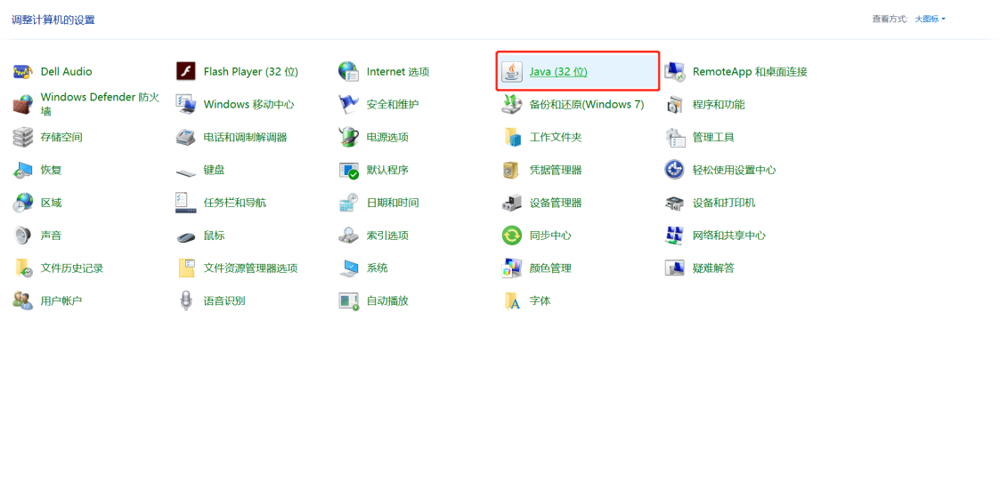 调整计算机的设置
查看方式: 大图标
Dell Audio
Flash Player (32 位)
Internet 选项
Java (32 位)
RemoteApp 和桌面连接
Windows Defender 防火
墙
Windows 移动中心
安全和维护
备份和还原(Windows 7)
程序和功能
存储空间
电话和调制解调器
电源选项
工作文件夹
管理工具
恢复
键盘
默认程序
凭据管理器
轻松使用设置中心
区域
任务栏和导航
日期和时间
设备管理器
设备和打印机
声音
鼠标
索引选项
同步中心
网络和共享中心
文件历史记录
文件资源管理器选项
系统
颜色管理
疑难解答
用户帐户
语音识别
自动播放
字体